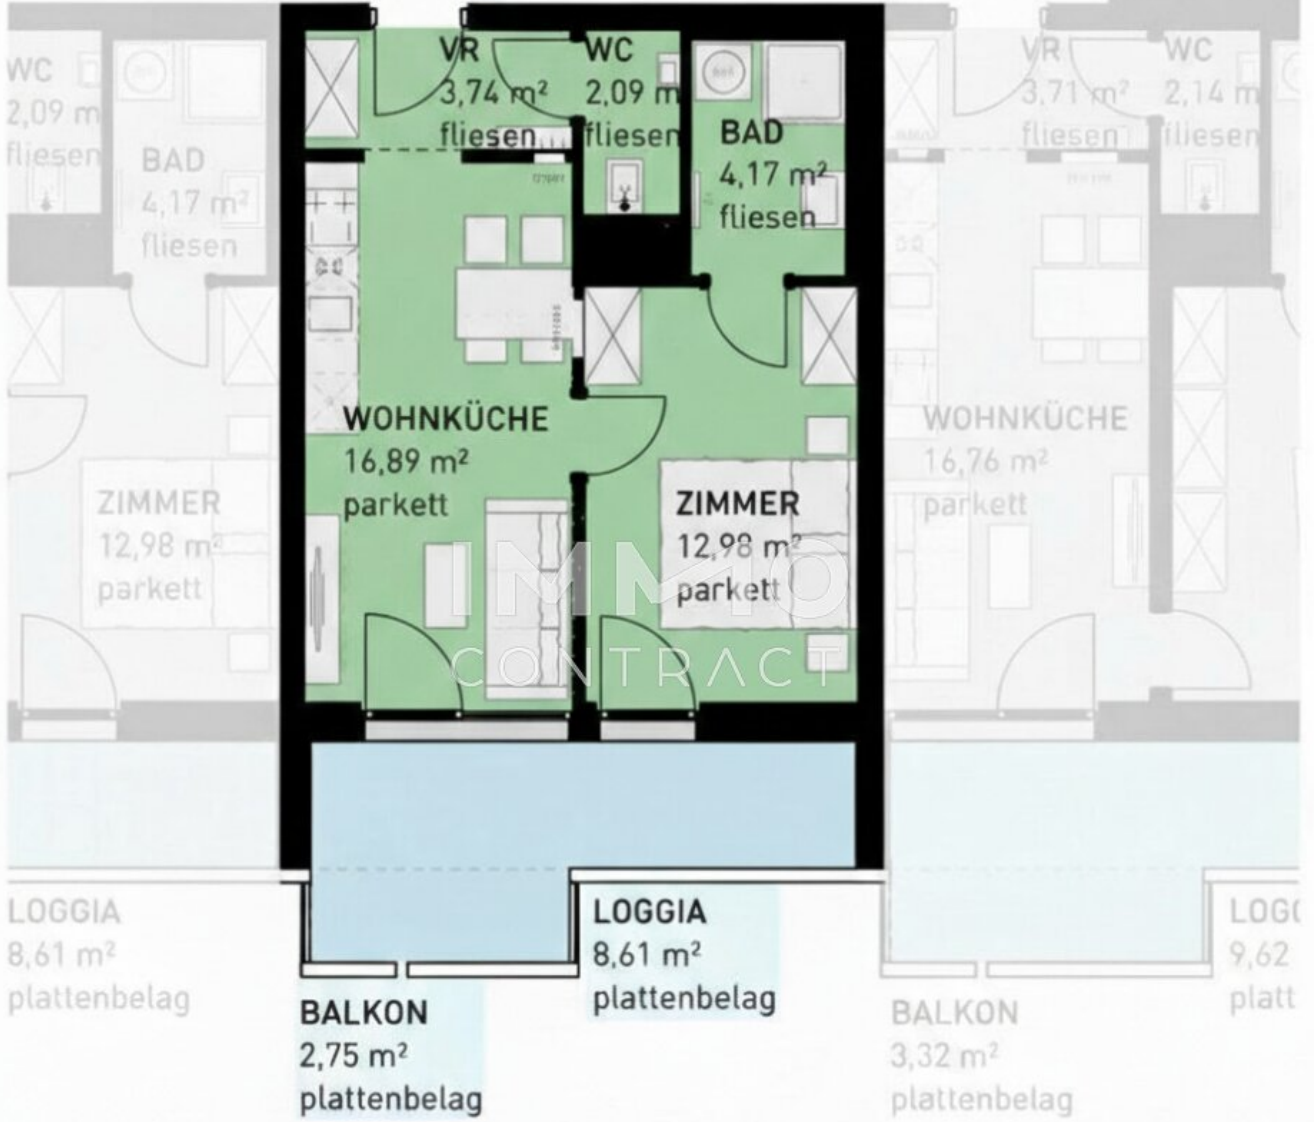 WC
2,09 m
fliesen
BAD
4,17 m²
fliesen
ZIMMER
12,98 m²
parkett
LOGGIA
8,61 m²
plattenbelag
VR
3,74 m²
fliesen
WC
2,09 m
fliesen
BAD
4,17 m²
fliesen
WOHNKÜCHE
16,89 m²
parkett
ZIMMER
12,98 m²
parkett
IMMO
CONTRACT
LOGGIA
8,61 m²
plattenbelag
BALKON
2,75 m²
plattenbelag
VR
3,71 m²
fliesen
WC
2,14 m
fliesen
WOHNKÜCHE
16,76 m²
parkett
BALKON
3,32 m²
plattenbelag
LOGG
9,62
platt